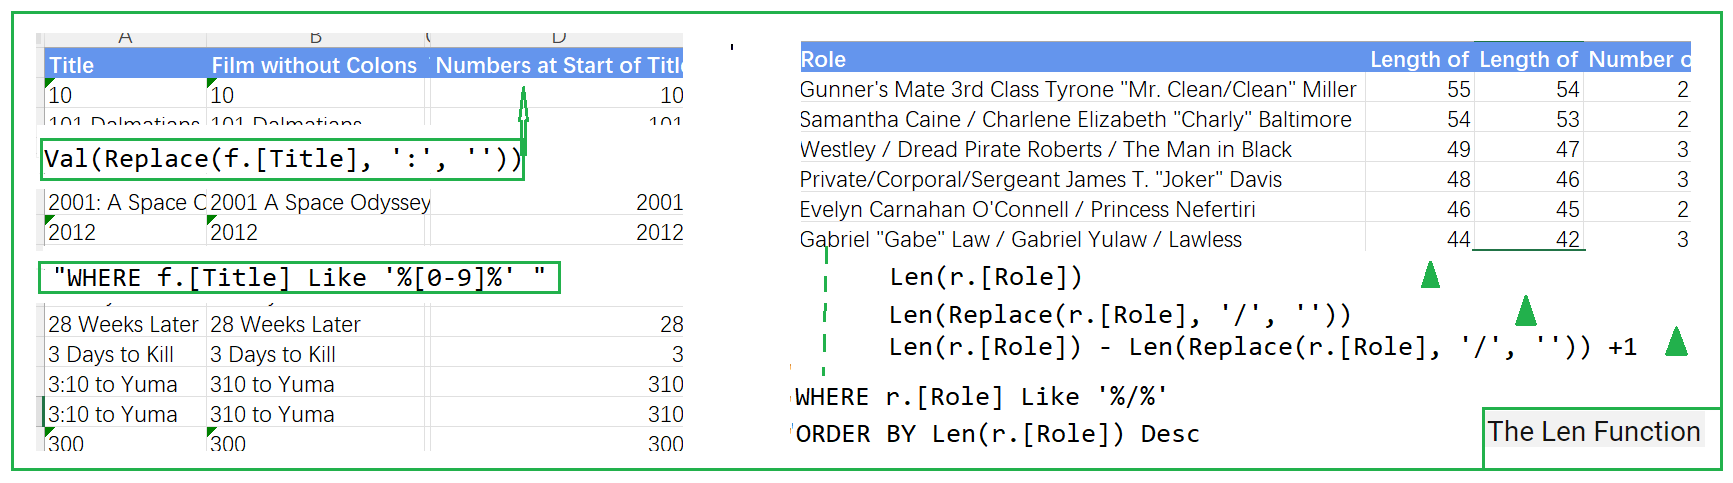 A B D
Title Film without Colons Numbers at Start of Title
10 10 10
101 Dalmatians 101 Dalmatians 101
Val(Replace(f.[Title], ':', ''))
2001: A Space O 2001 A Space Odyssey 2001
2012 2012 2012
"WHERE f.[Title] Like '%[0-9]%' "
28 Weeks Later 28 Weeks Later 28
3 Days to Kill 3 Days to Kill 3
3:10 to Yuma 310 to Yuma 310
3:10 to Yuma 310 to Yuma 310
300 300 300
Role Length of Length of Number o
Gunner's Mate 3rd Class Tyrone "Mr. Clean/Clean" Miller 55 54 2
Samantha Caine / Charlene Elizabeth "Charly" Baltimore 54 53 2
Westley / Dread Pirate Roberts / The Man in Black 49 47 3
Private/Corporal/Sergeant James T. "Joker" Davis 48 46 3
Evelyn Carnahan O'Connell / Princess Nefertiri 46 45 2
Gabriel "Gabe" Law / Gabriel Yulaw / Lawless 44 42 3
Len(r.[Role])
Len(Replace(r.[Role], '/', ''))
Len(r.[Role]) - Len(Replace(r.[Role], '/', '')) +1
WHERE r.[Role] Like '%/%'
'ORDER BY Len(r.[Role]) Desc
The Len Function